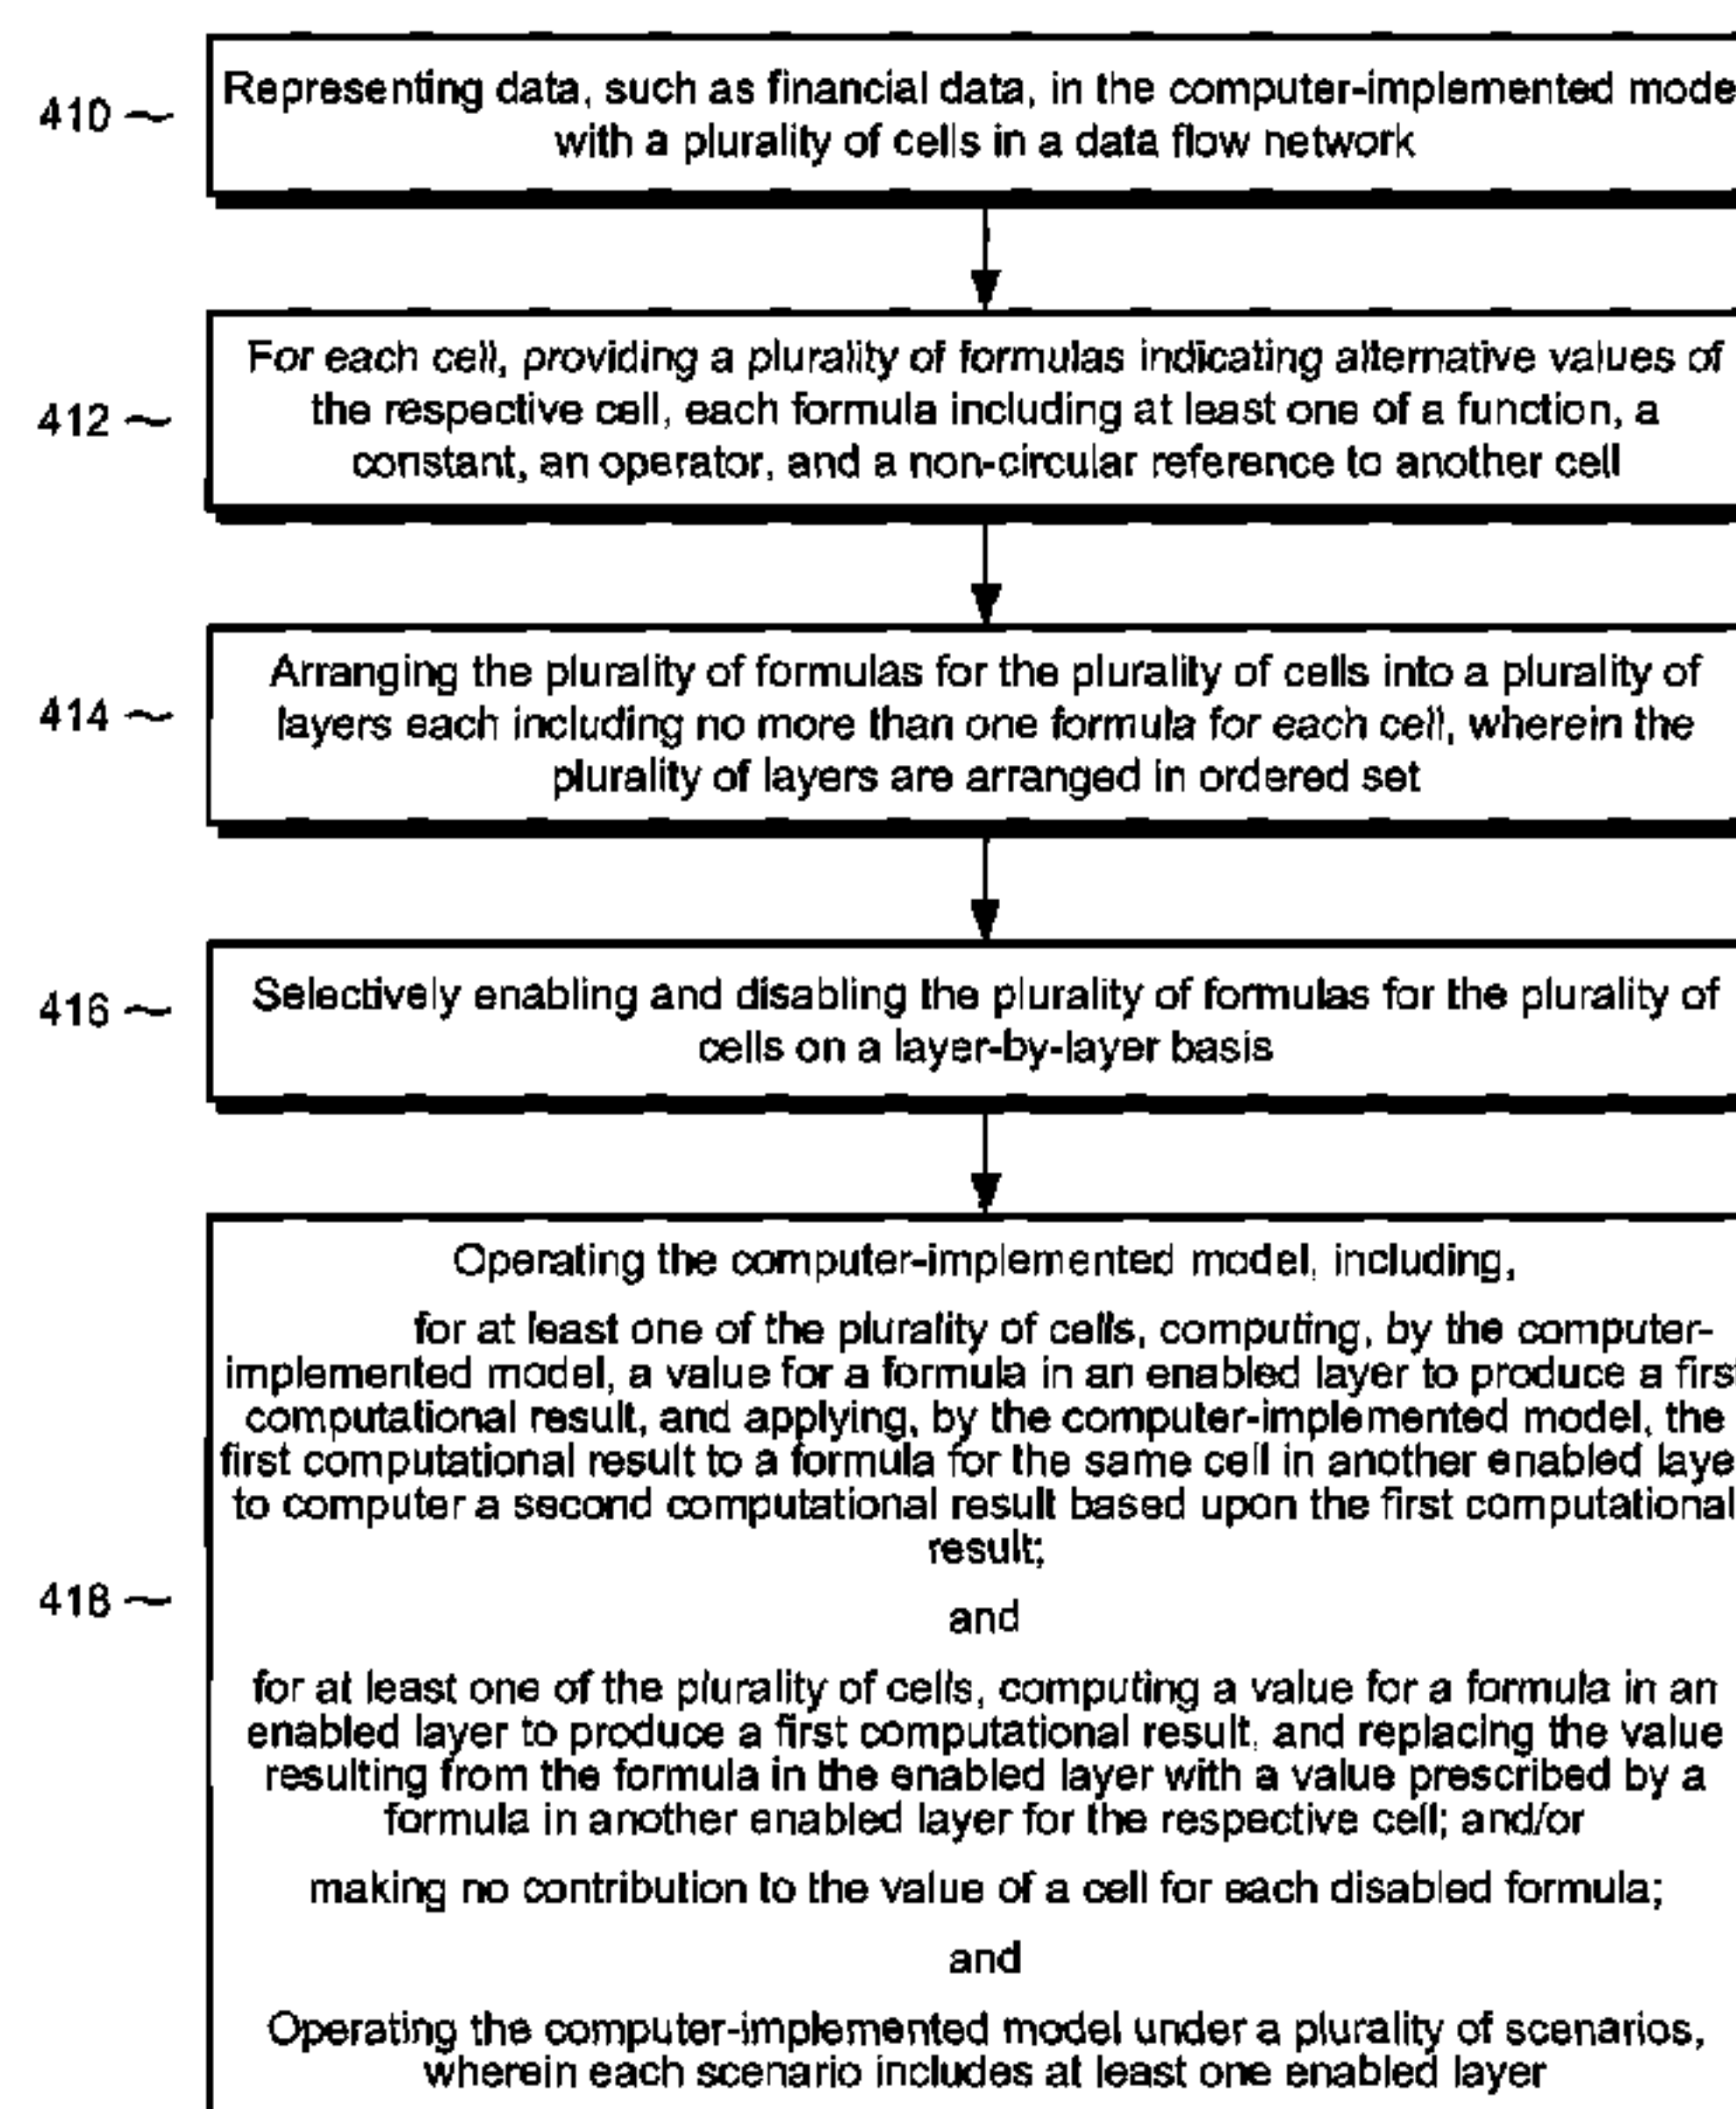 410 ~
Representing data, such as financial data, in the computer-implemented mode
with a plurality of cells in a data flow network
412 ~
For each cell, providing a plurality of formulas indicating alternative values of
the respective cell, each formula including at least one of a function, a
constant, an operator, and a non-circular reference to another cell
414 ~
Arranging the plurality of formulas for the plurality of cells into a plurality of
layers each including no more than one formula for each cell, wherein the
plurality of layers are arranged in ordered set
416 ~
Selectively enabling and disabling the plurality of formulas for the plurality of
cells on a layer-by-layer basis
418 ~
Operating the computer-implemented model, including,
for at least one of the plurality of cells, computing, by the computer-
implemented model, a value for a formula in an enabled layer to produce a first
computational result, and applying, by the computer-implemented model, the
first computational result to a formula for the same cell in another enabled laye
to computer a second computational result based upon the first computational
result;
and
for at least one of the plurality of cells, computing a value for a formula in an
enabled layer to produce a first computational result, and replacing the value
resulting from the formula in the enabled layer with a value prescribed by a
formula in another enabled layer for the respective cell; and/or
making no contribution to the value of a cell for each disabled formula;
and
Operating the computer-implemented model under a plurality of scenarios,
wherein each scenario includes at least one enabled layer